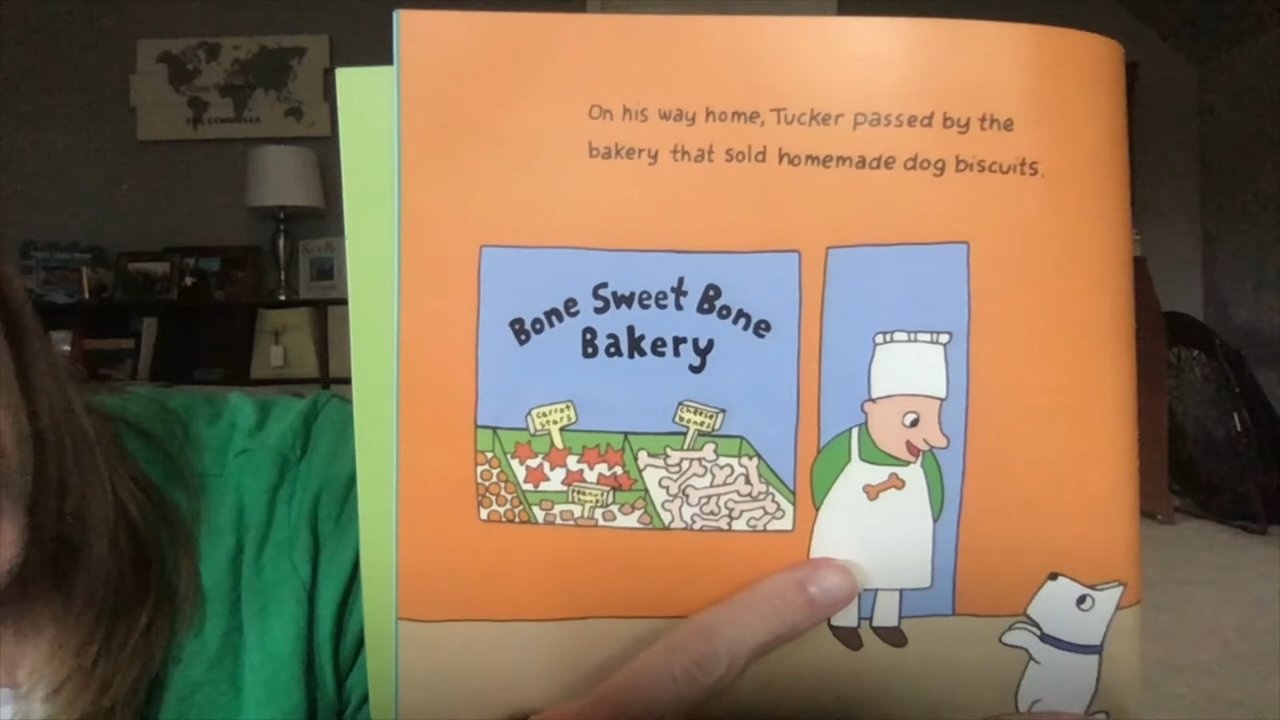 On his way home, Tucker passed by the
bakery that sold homemade dog biscuits.
Bone Sweet Bone
Bakery
carrot
stars
cheese
bones